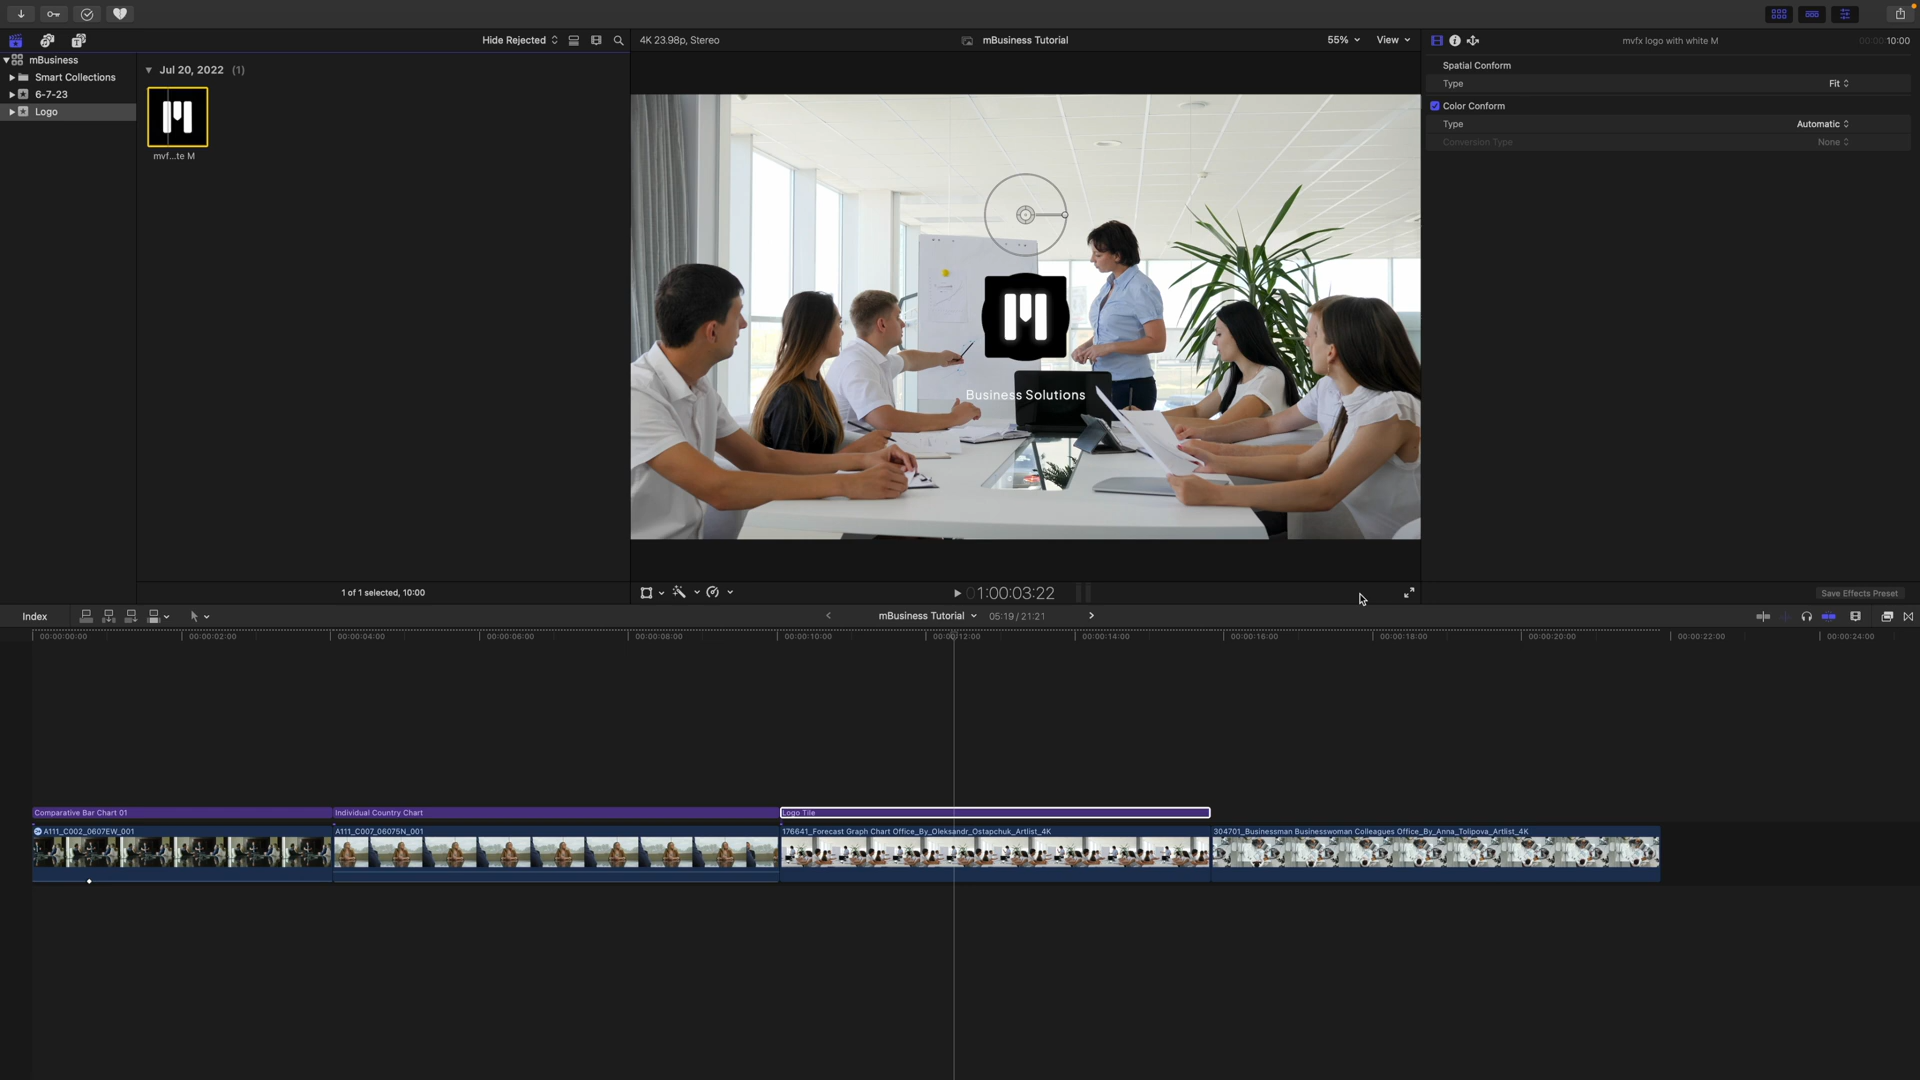 Hide Rejected
4K 23.98p, Stereo
mBusiness Tutorial
55%
View
mvfx logo with white M
00:00:10:00
mBusiness
Smart Collections
6-7-23
Logo
Jul 20, 2022 (1)
mvf...te M
Spatial Conform
Type
Fit
Color Conform
Type
Automatic
Conversion Type
None
Business Solutions
1 of 1 selected, 10:00
01:00:03:22
Save Effects Preset
Index
mBusiness Tutorial
05:19 / 21:21
00:00:00:00
00:00:02:00
00:00:04:00
00:00:06:00
00:00:08:00
00:00:10:00
00:00:12:00
00:00:14:00
00:00:16:00
00:00:18:00
00:00:20:00
00:00:22:00
00:00:24:00
Comparative Bar Chart 01
Individual Country Chart
Logo Tile
A111_C002_0607EW_001
A111_C007_06075N_001
176641_Forecast Graph Chart Office_By_Oleksandr_Ostapchuk_Artlist_4K
304701_Businessman Businesswoman Colleagues Office_By_Anna_Tolipova_Artlist_4K